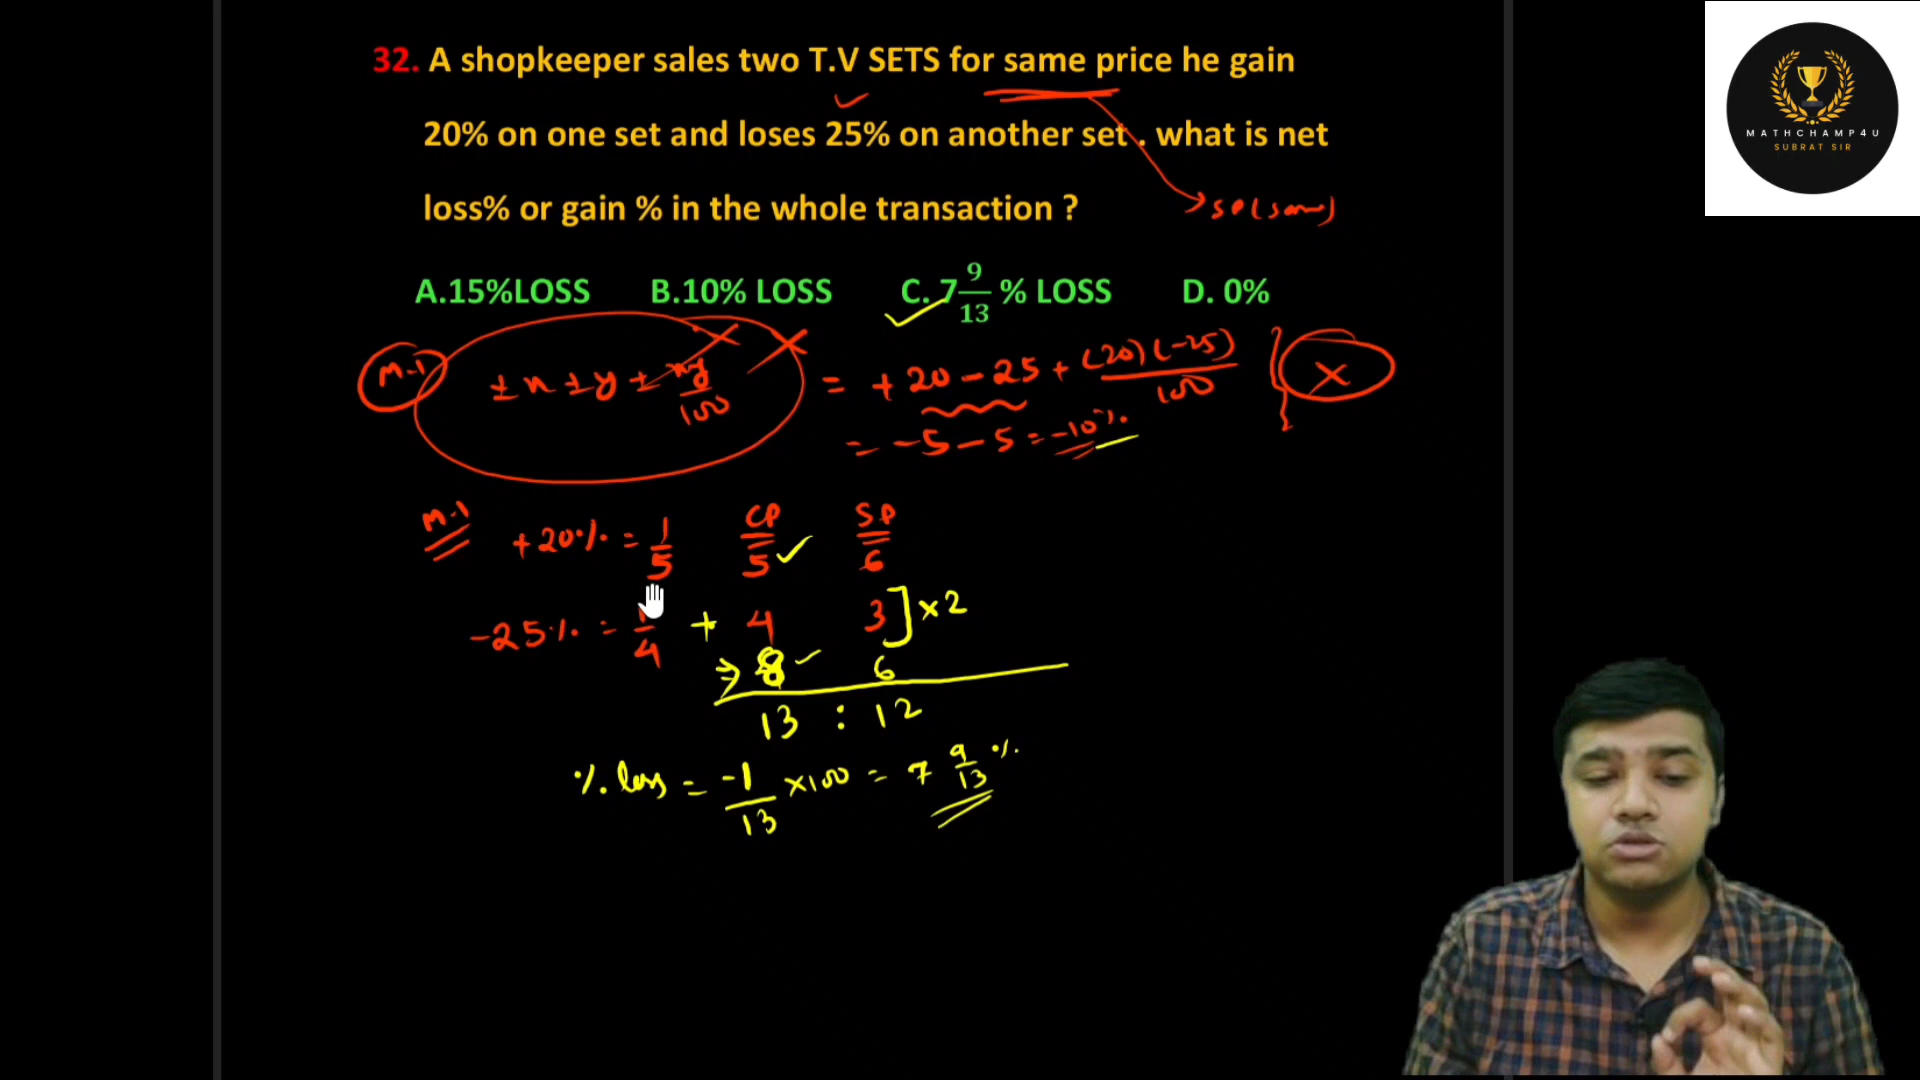 32. A shopkeeper sales two T.V SETS for same price he gain
20% on one set and loses 25% on another set . what is net
loss% or gain % in the whole transaction ?
SP (same)
A.15%LOSS B.10% LOSS C. 7 9/13 % LOSS D. 0%
M-1 ± x ± y ± xy/100 = + 20 - 25 + (20)(-25)/100 X
= -5 - 5 = -10%
M-1 +20% = 1/5 CP 5 SP 6
-25% = 1/4 + 4 3 ] ×2
→ 8 6
13 : 12
% loss = -1/13 ×100 = 7 9/13 %
MATHCHAMP4U
SUBRAT SIR